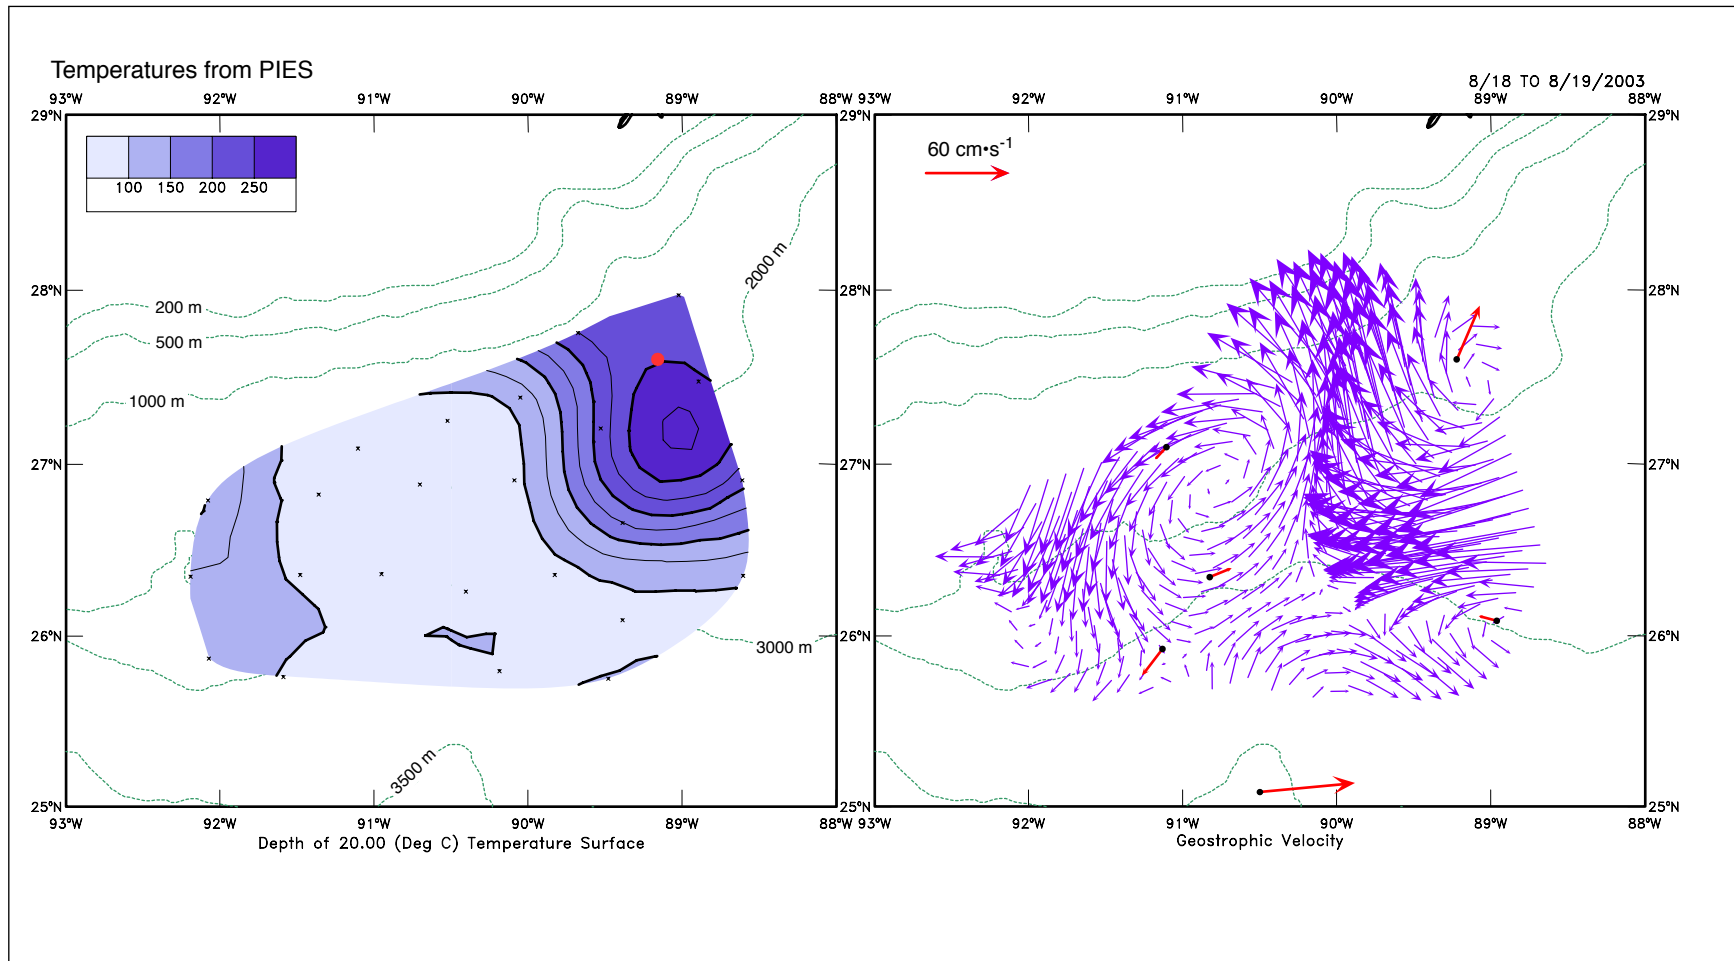 Temperatures from PIES
8/18 TO 8/19/2003
93°W 92°W 91°W 90°W 89°W 88°W 93°W 92°W 91°W 90°W 89°W 88°W
29°N 29°N 29°N
100 150 200 250
60 cm•s-1
2000 m
28°N 28°N 28°N
200 m
500 m
1000 m
27°N 27°N 27°N
26°N 26°N 26°N
3000 m
3500 m
25°N 25°N 25°N
93°W 92°W 91°W 90°W 89°W 88°W 93°W 92°W 91°W 90°W 89°W 88°W
Depth of 20.00 (Deg C) Temperature Surface
Geostrophic Velocity